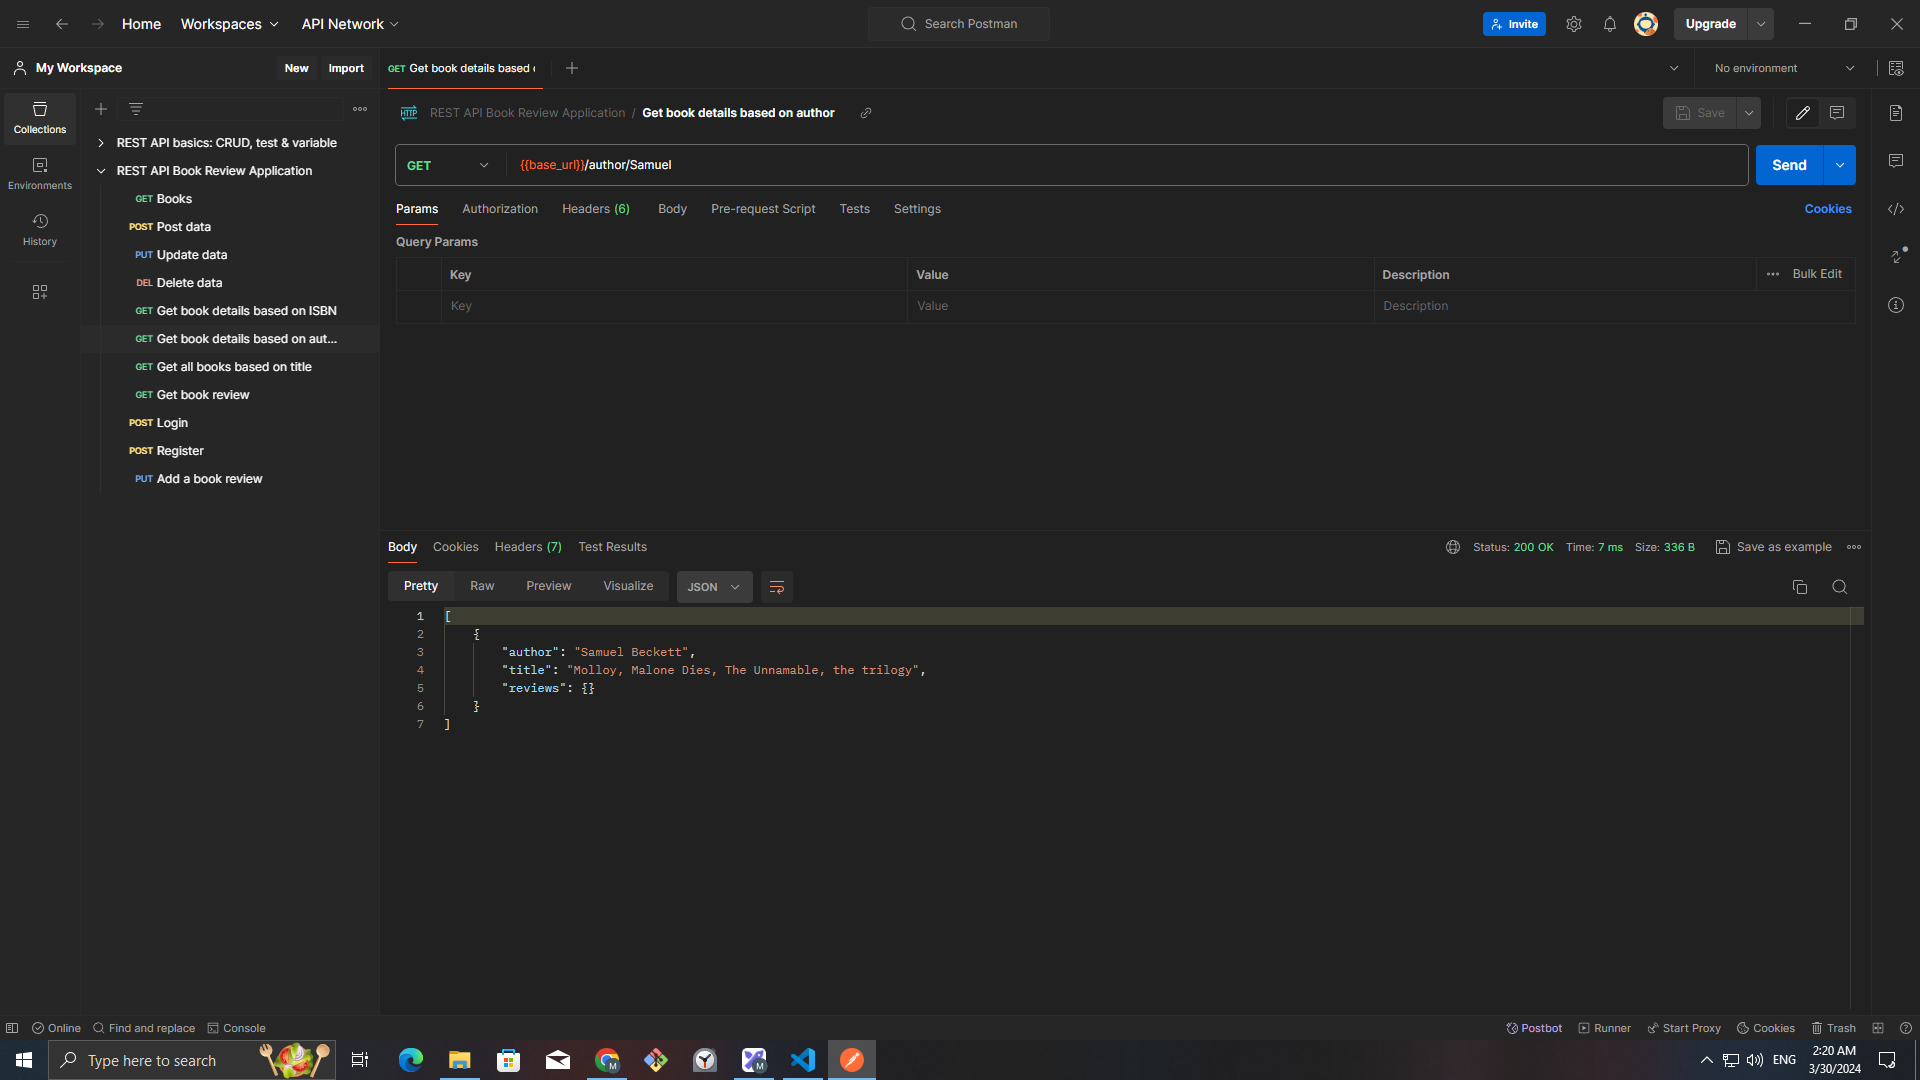 Home
Workspaces
API Network
Search Postman
Invite
Upgrade
My Workspace
New
Import
GET Get book details based
No environment
Collections
Environments
History
REST API basics: CRUD, test & variable
REST API Book Review Application
GET Books
POST Post data
PUT Update data
DEL Delete data
GET Get book details based on ISBN
GET Get book details based on aut...
GET Get all books based on title
GET Get book review
POST Login
POST Register
PUT Add a book review
HTTP REST API Book Review Application / Get book details based on author
Save
GET
{{base_url}}/author/Samuel
Send
Params
Authorization
Headers (6)
Body
Pre-request Script
Tests
Settings
Cookies
Query Params
Key
Value
Description
Bulk Edit
Key
Value
Description
Body
Cookies
Headers (7)
Test Results
Status: 200 OK
Time: 7 ms
Size: 336 B
Save as example
Pretty
Raw
Preview
Visualize
JSON
1 [
2 {
3 "author": "Samuel Beckett",
4 "title": "Molloy, Malone Dies, The Unnamable, the trilogy",
5 "reviews": {}
6 }
7 ]
Online
Find and replace
Console
Postbot
Runner
Start Proxy
Cookies
Trash
Type here to search
M
M
ENG
2:20 AM
3/30/2024